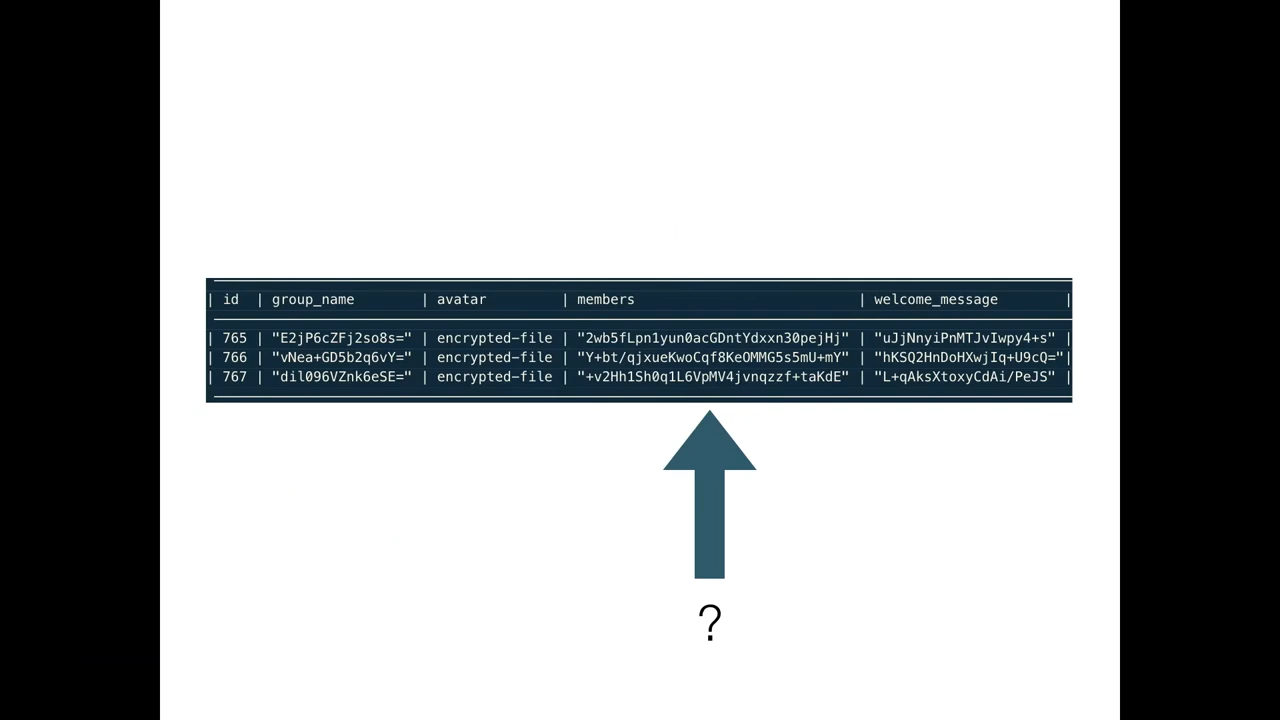 | id | group_name | avatar | members | welcome_message |
| 765 | "E2jP6cZFj2so8s=" | encrypted-file | "2wb5fLpn1yun0acGDntYdxxn30pejHj" | "uJjNnyiPnMTJvIwpy4+s" |
| 766 | "vNea+GD5b2q6vY=" | encrypted-file | "Y+bt/qjxueKwoCqf8KeOMMG5s5mU+mY" | "hKSQ2HnDoHXwjIq+U9cQ="|
| 767 | "dil096VZnk6eSE=" | encrypted-file | "+v2Hh1Sh0q1L6VpMV4jvnqzzf+taKdE" | "L+qAksXtoxyCdAi/PeJS" |
?